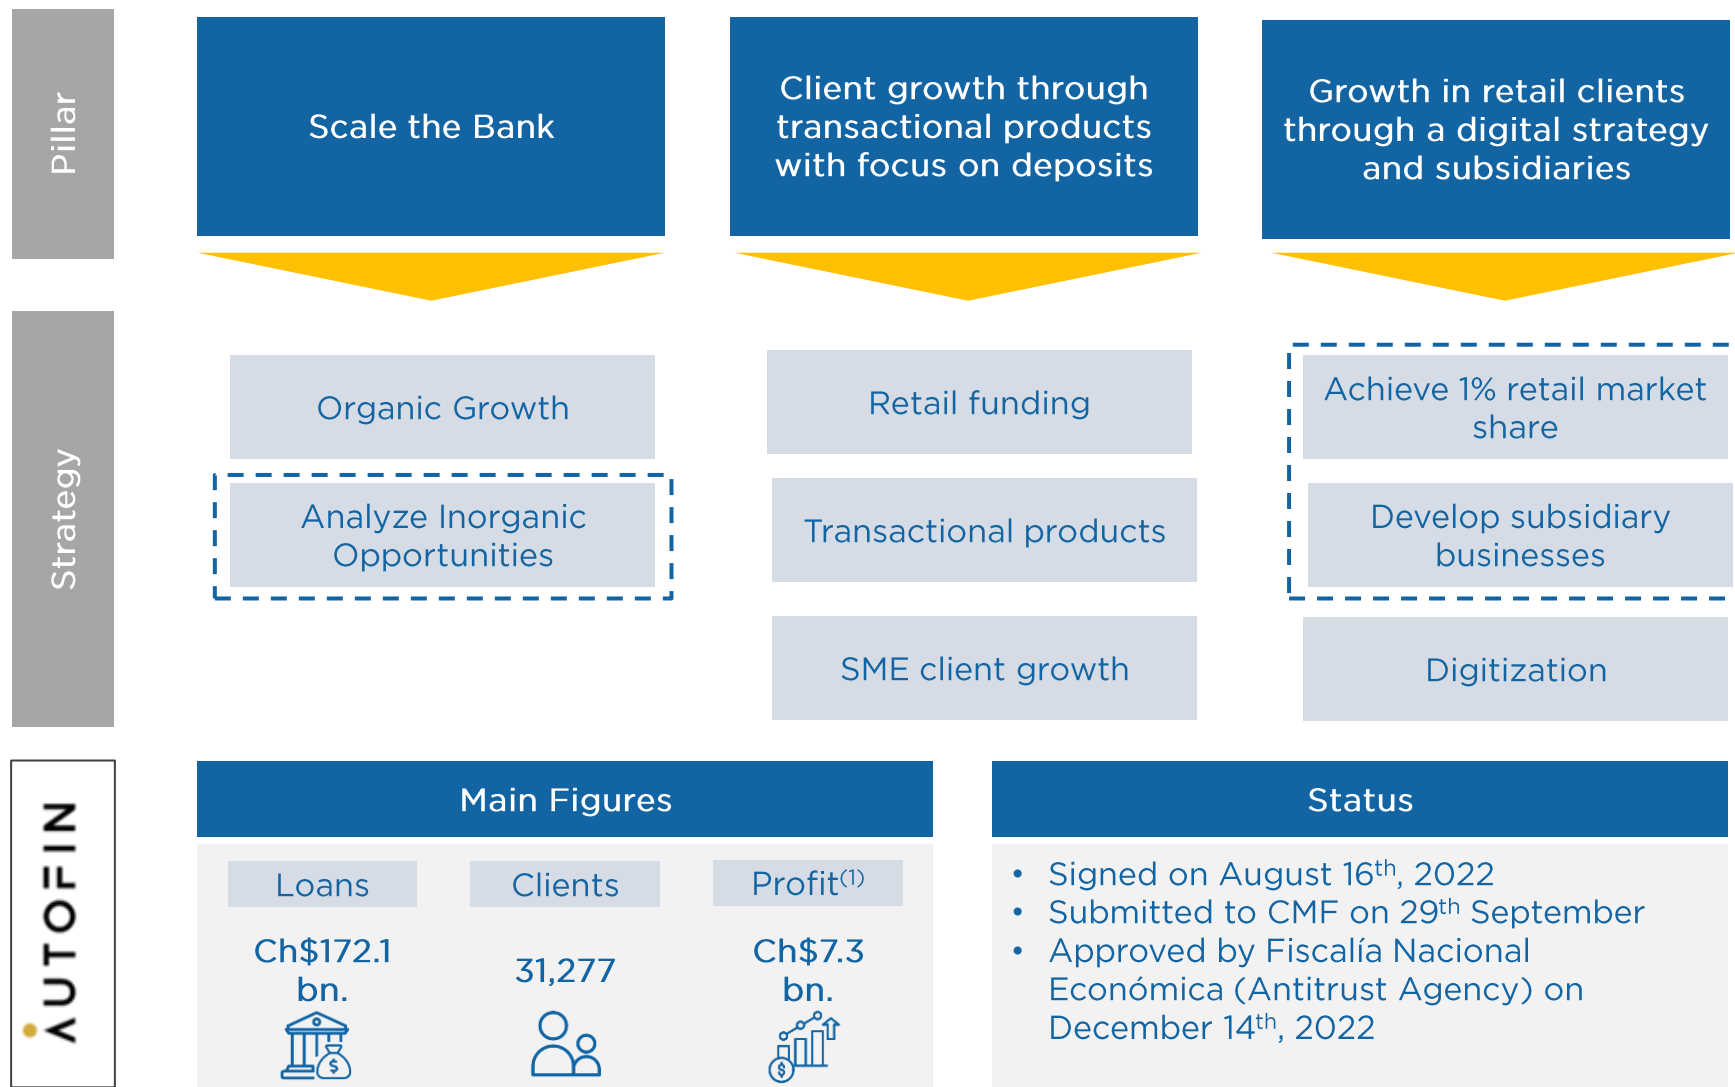 Pillar
Scale the Bank
Client growth through
transactional products
with focus on deposits
Growth in retail clients
through a digital strategy
and subsidiaries
Strategy
Organic Growth
Analyze Inorganic
Opportunities
Retail funding
Transactional products
SME client growth
Achieve 1% retail market
share
Develop subsidiary
businesses
Digitization
AUTOFIN
Main Figures
Loans
Clients
Profit(1)
Ch$172.1
bn.
31,277
Ch$7.3
bn.
$
$
Status
• Signed on August 16th, 2022
• Submitted to CMF on 29th September
• Approved by Fiscalía Nacional
Económica (Antitrust Agency) on
December 14th, 2022